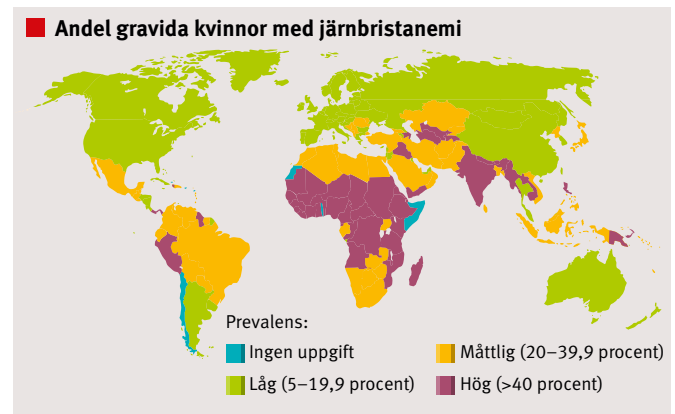 Andel gravida kvinnor med järnbristanemi
Prevalens:
Ingen uppgift
Måttlig (20–39,9 procent)
Låg (5–19,9 procent)
Hög (>40 procent)